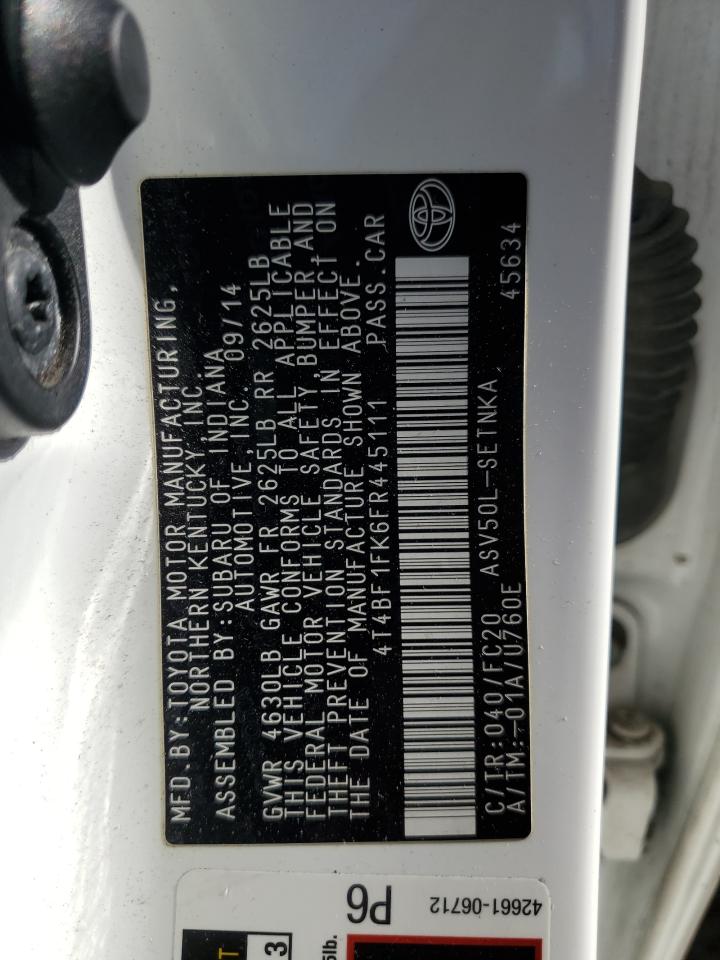 MFD.BY:TOYOTA MOTOR MANUFACTURING,
NORTHERN KENTUCKY INC.
ASSEMBLED BY:SUBARU OF INDIANA
AUTOMOTIVE,INC. 09/14
GVWR 4630LB GAWR FR 2625LB RR 2625LB
THIS VEHICLE CONFORMS TO ALL APPLICABLE
FEDERAL MOTOR VEHICLE SAFETY,BUMPER,AND
THEFT PREVENTION STANDARDS IN EFFECT ON
THE DATE OF MANUFACTURE SHOWN ABOVE.
4T4BF1FK6FR445111 PASS.CAR
C/TR:040/FC20 ASV50L-SETNKA 45634
A/TM:-01A/U760E
P6
42661-06712
T
3
lb.